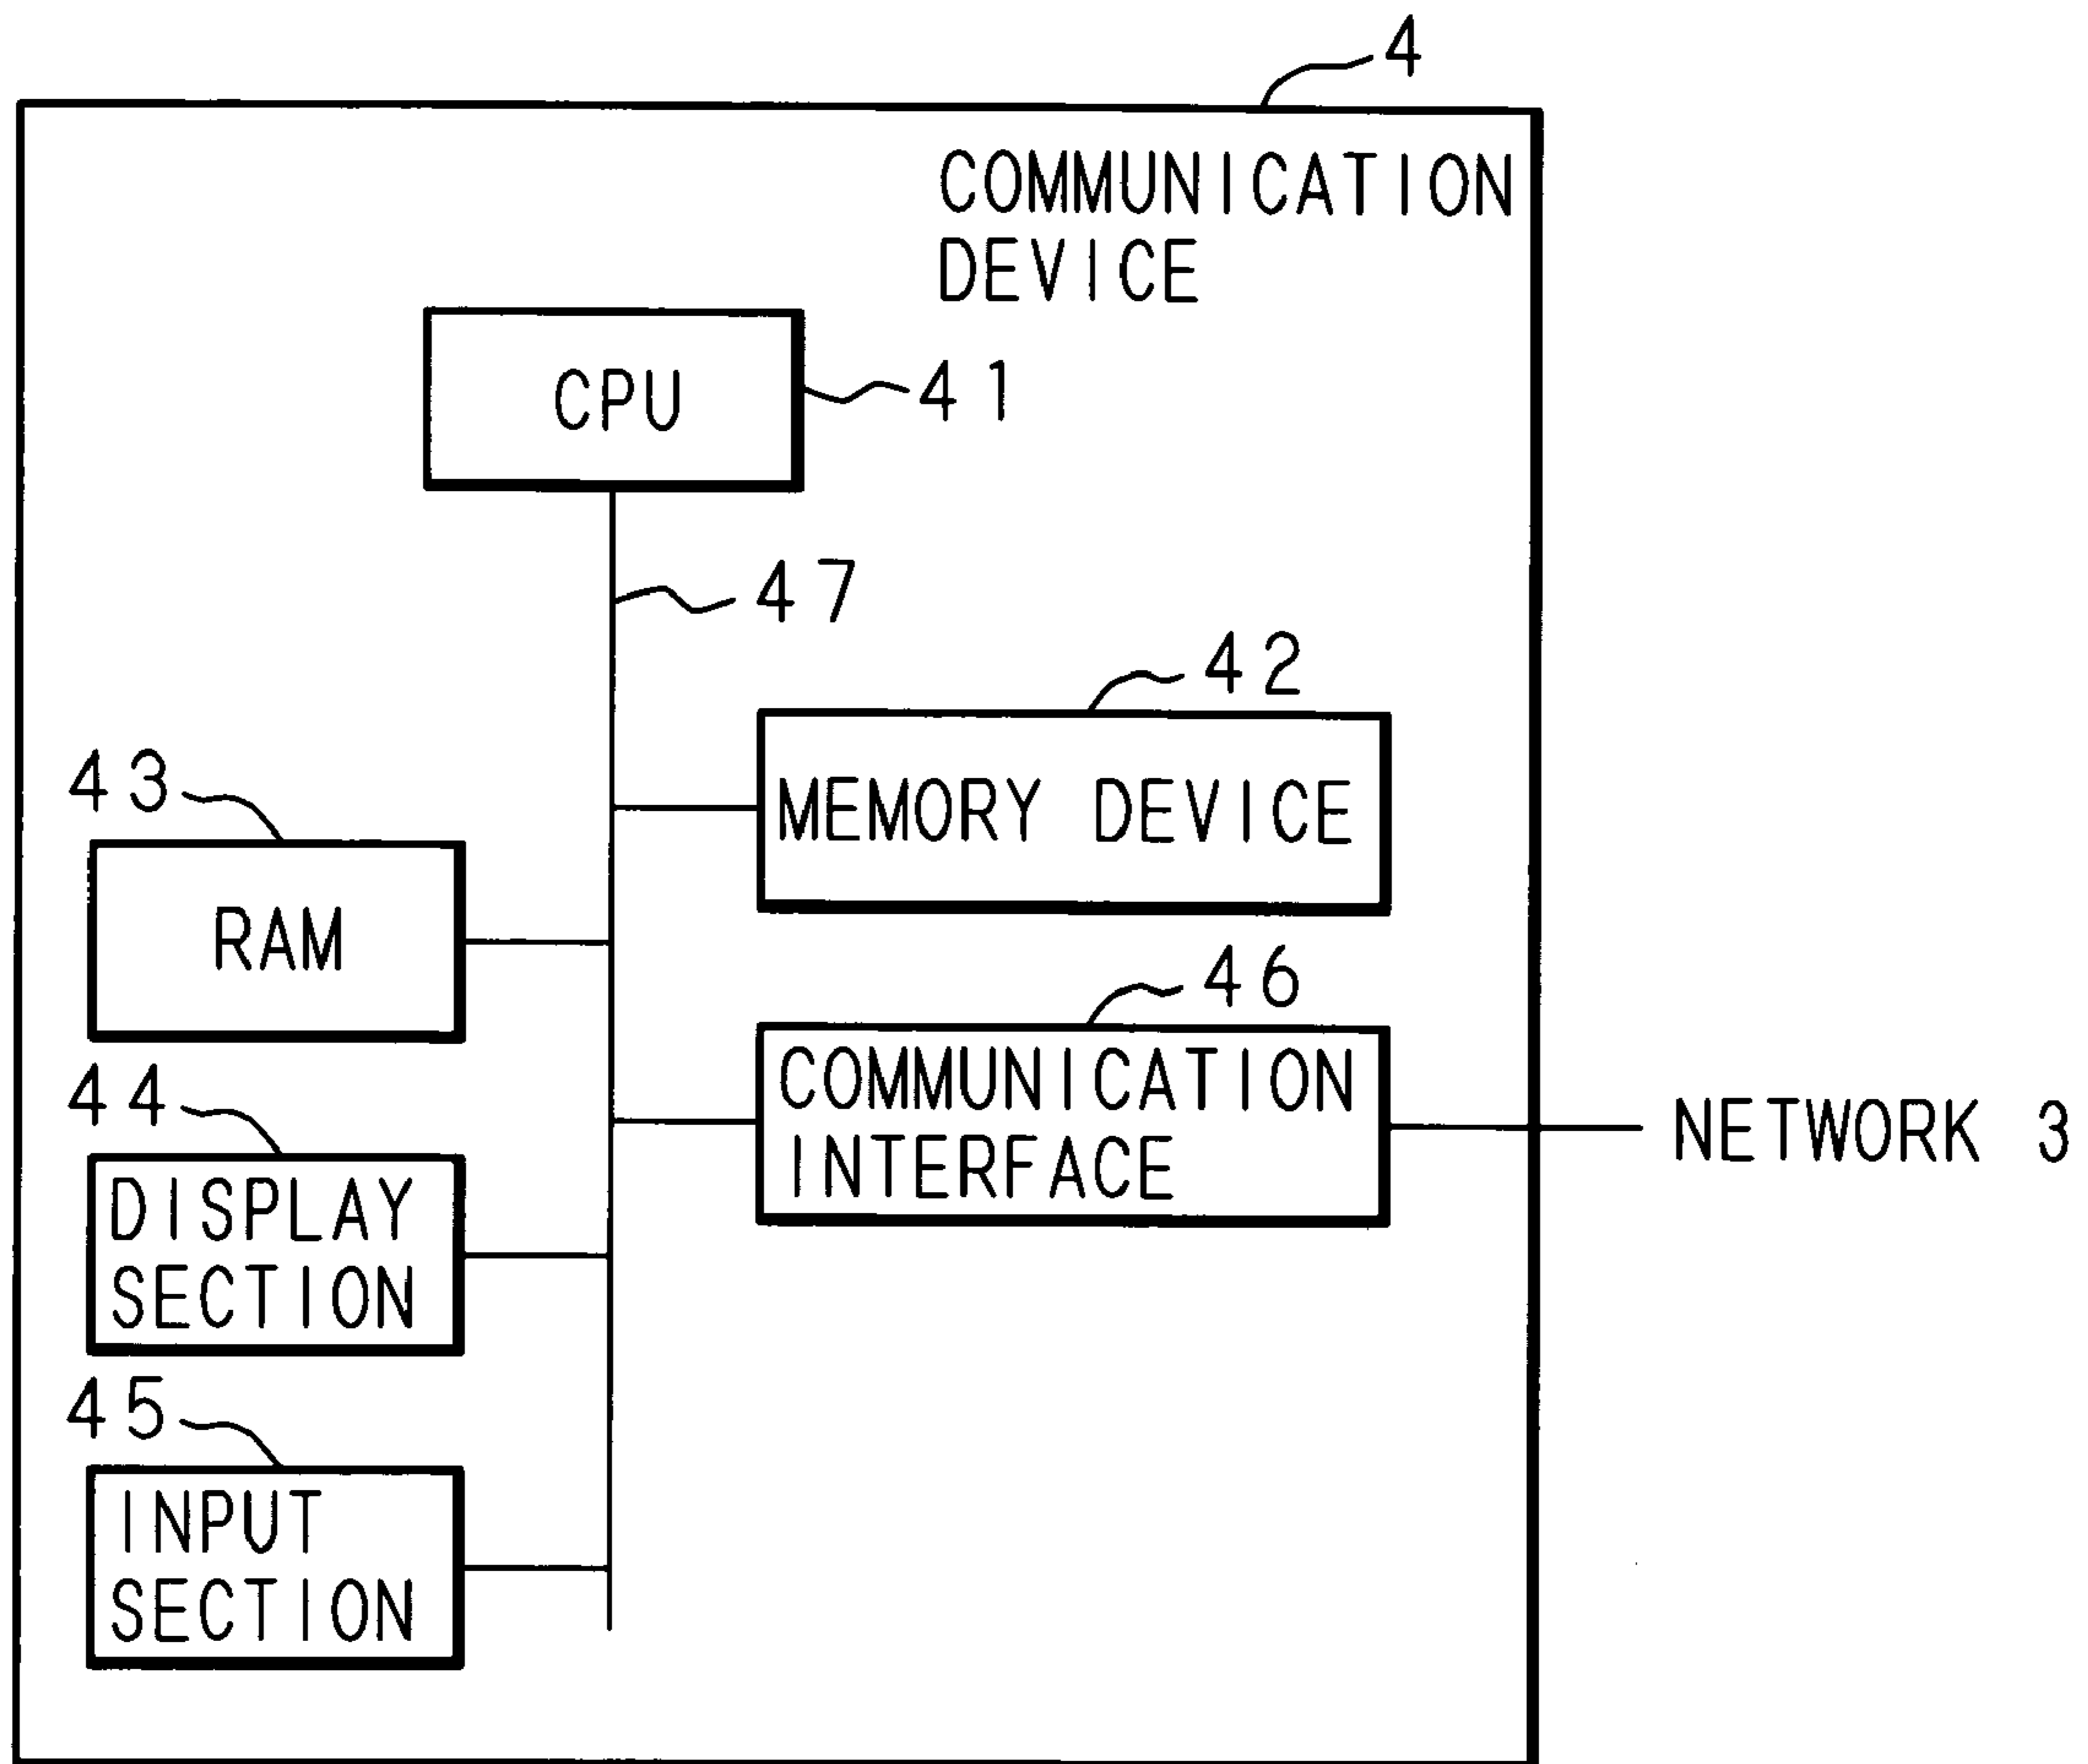 4
COMMUNICATION
DEVICE
CPU
41
47
42
MEMORY DEVICE
43
RAM
46
COMMUNICATION
INTERFACE
NETWORK 3
44
DISPLAY
SECTION
45
INPUT
SECTION